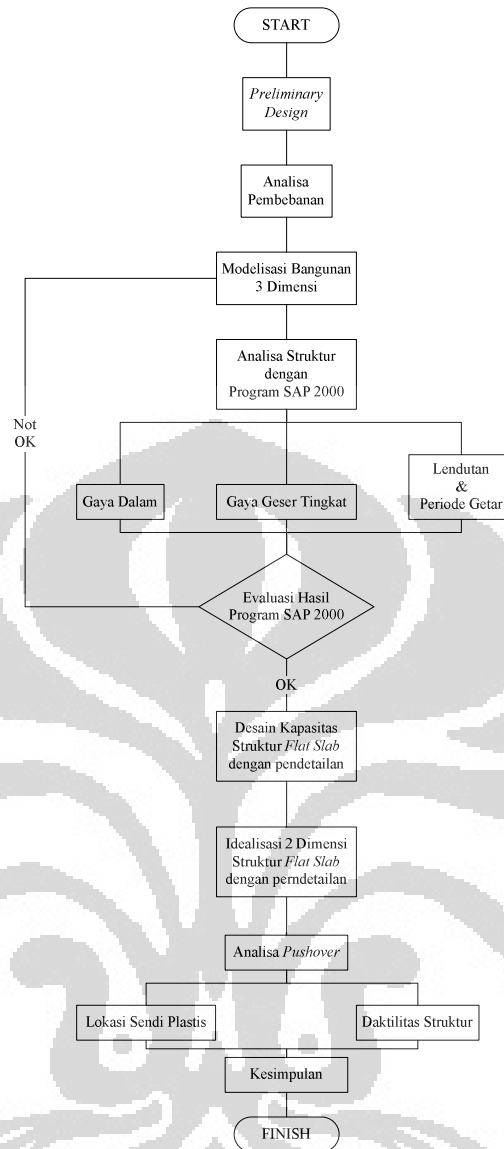 START
Preliminary
Design
Analisa
Pembebanan
Modelisasi Bangunan
3 Dimensi
Analisa Struktur
dengan
Program SAP 2000
Not
OK
Gaya Dalam
Gaya Geser Tingkat
Lendutan
&
Periode Getar
Evaluasi Hasil
Program SAP 2000
OK
Desain Kapasitas
Struktur Flat Slab
dengan pendetailan
Idealisasi 2 Dimensi
Struktur Flat Slab
dengan perndetailan
Analisa Pushover
Lokasi Sendi Plastis
Daktilitas Struktur
Kesimpulan
FINISH